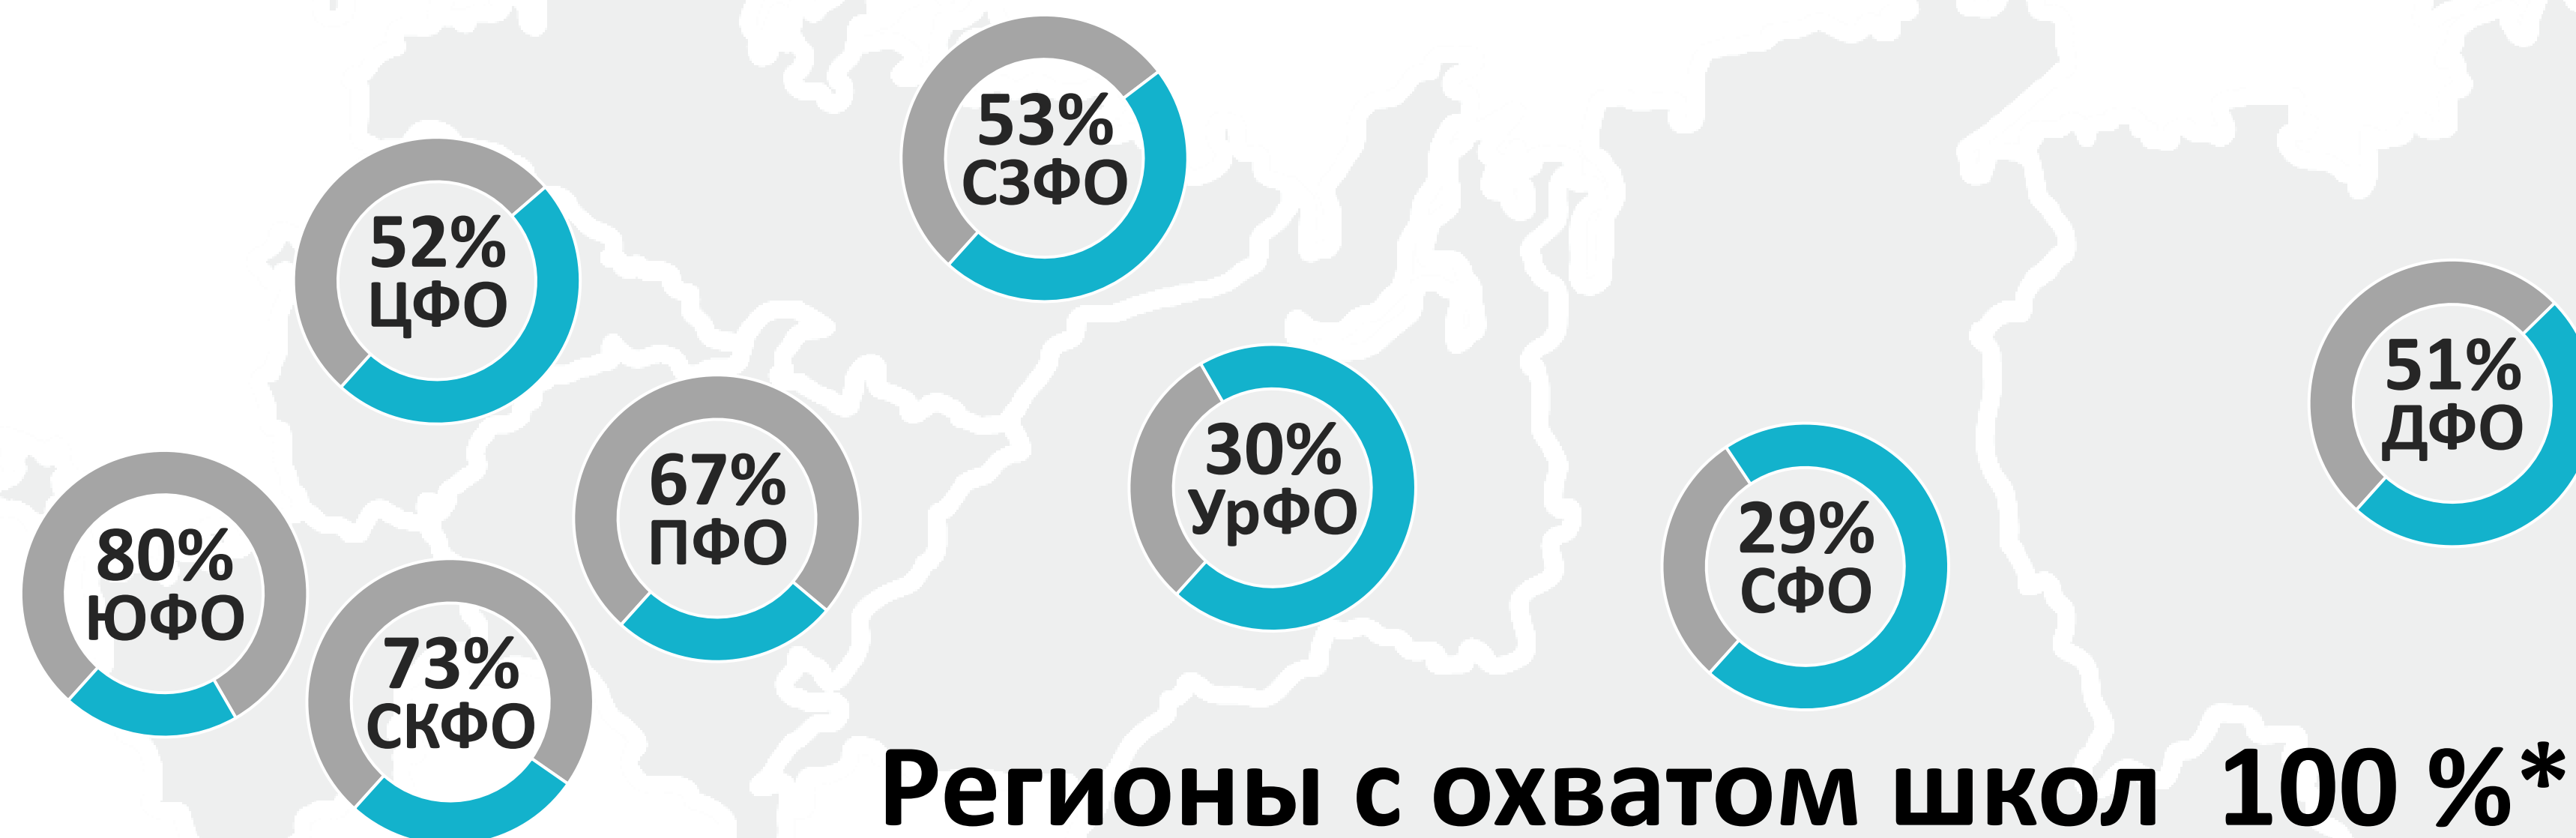 53%
СЗФО
52%
ЦФО
51%
ДФО
30%
УрФО
67%
ПФО
29%
СФО
80%
ЮФО
73%
СКФО
Регионы с охватом школ 100 %*